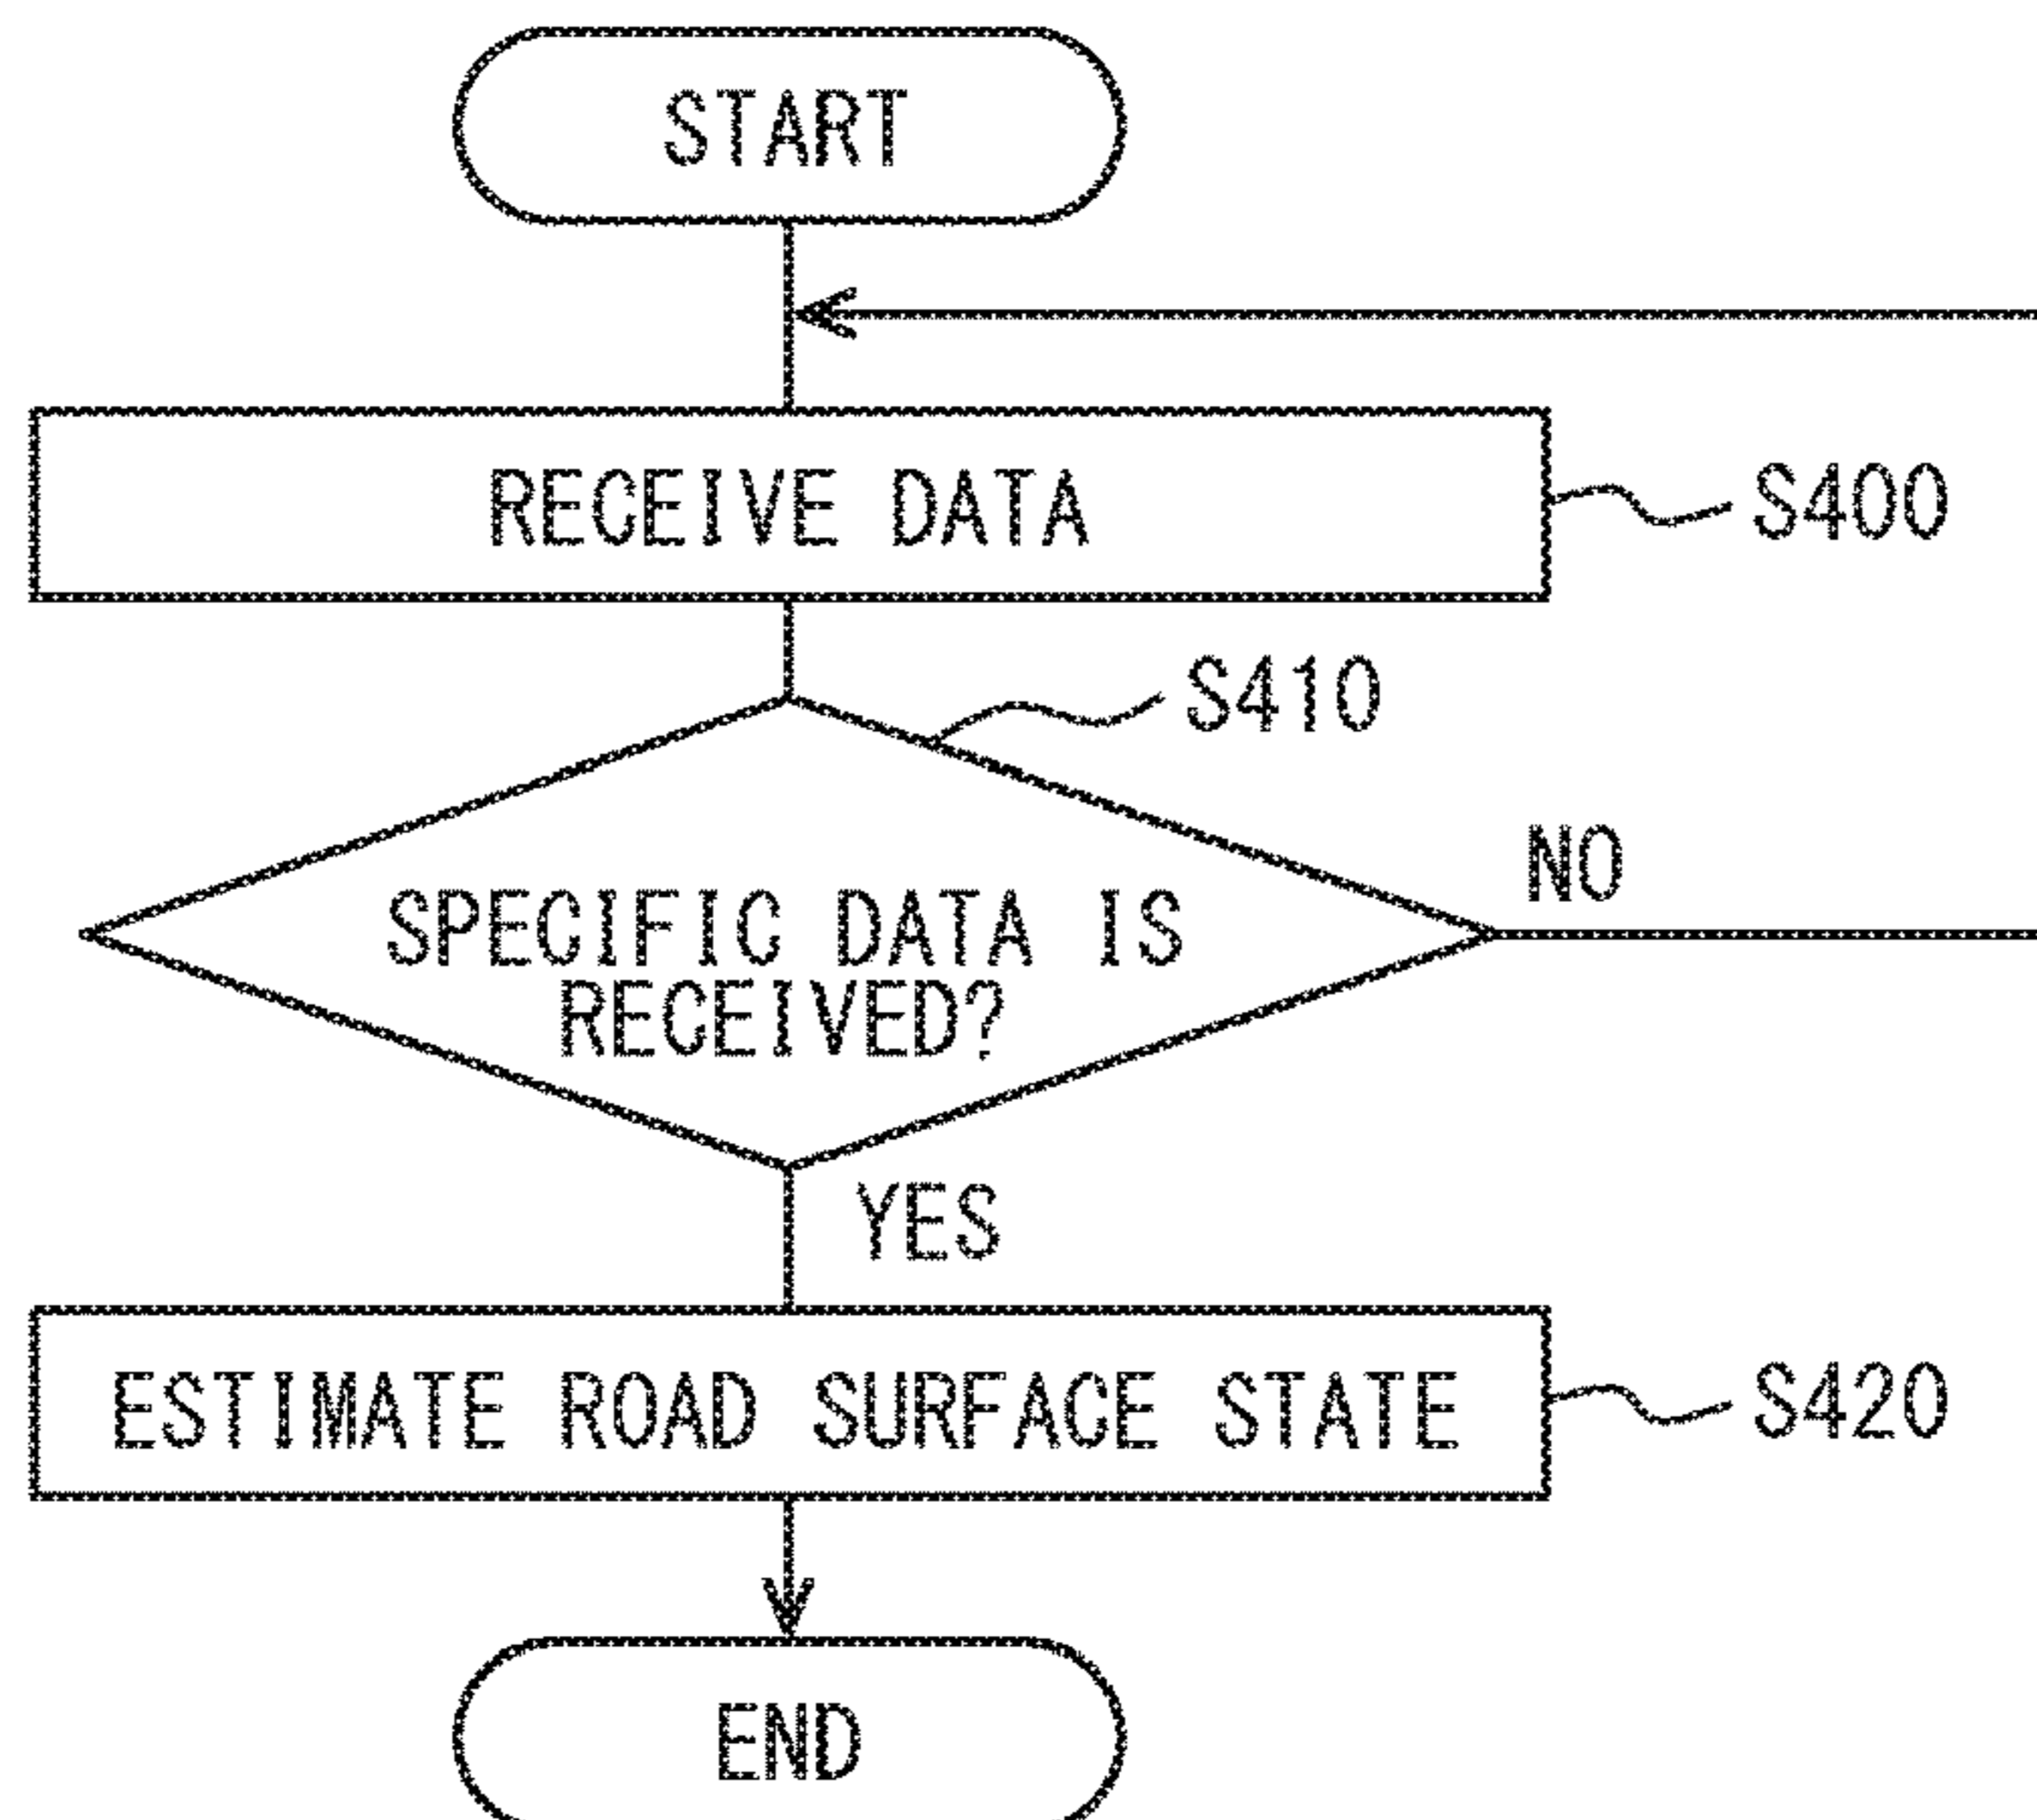 START
RECEIVE DATA
S400
S410
SPECIFIC DATA IS
RECEIVED?
NO
YES
ESTIMATE ROAD SURFACE STATE
S420
END